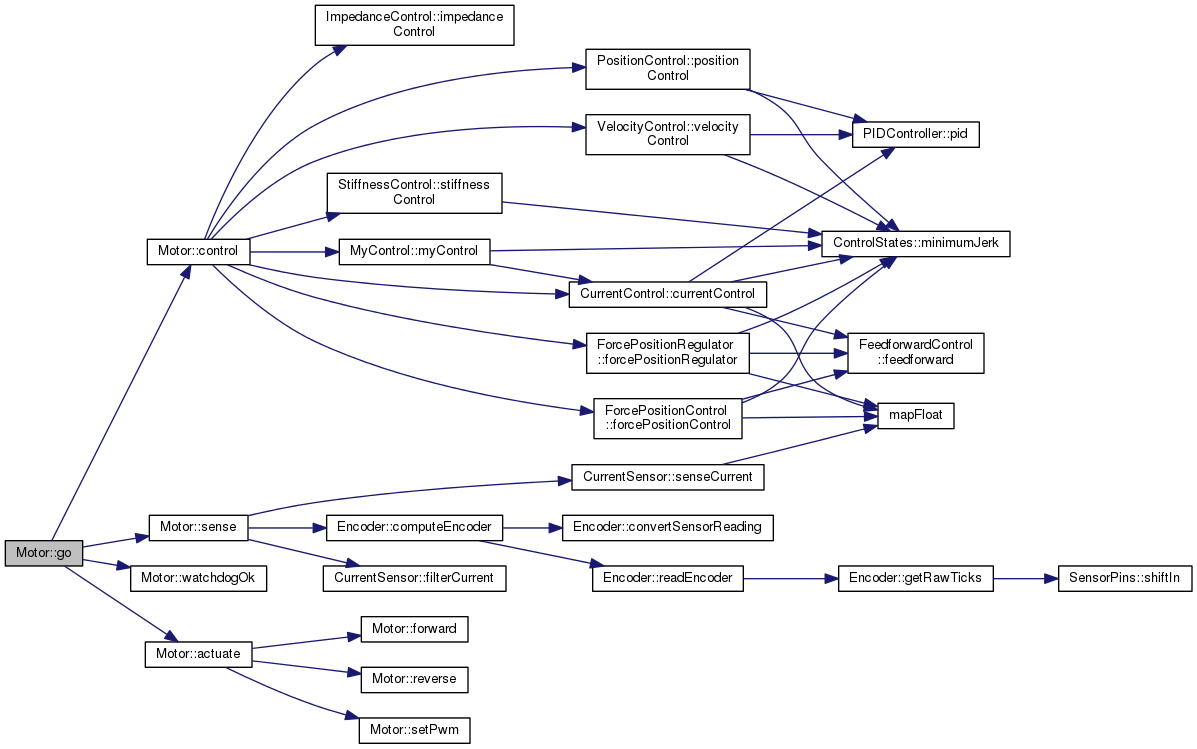 ImpedanceControl::impedance
Control
PositionControl::position
Control
VelocityControl::velocity
Control
PIDController::pid
StiffnessControl::stiffness
Control
Motor::control
MyControl::myControl
ControlStates::minimumJerk
CurrentControl::currentControl
ForcePositionRegulator
::forcePositionRegulator
FeedforwardControl
::feedforward
ForcePositionControl
::forcePositionControl
mapFloat
CurrentSensor::senseCurrent
Motor::sense
Encoder::computeEncoder
Encoder::convertSensorReading
Motor::go
Motor::watchdogOk
CurrentSensor::filterCurrent
Encoder::readEncoder
Encoder::getRawTicks
SensorPins::shiftIn
Motor::forward
Motor::actuate
Motor::reverse
Motor::setPwm